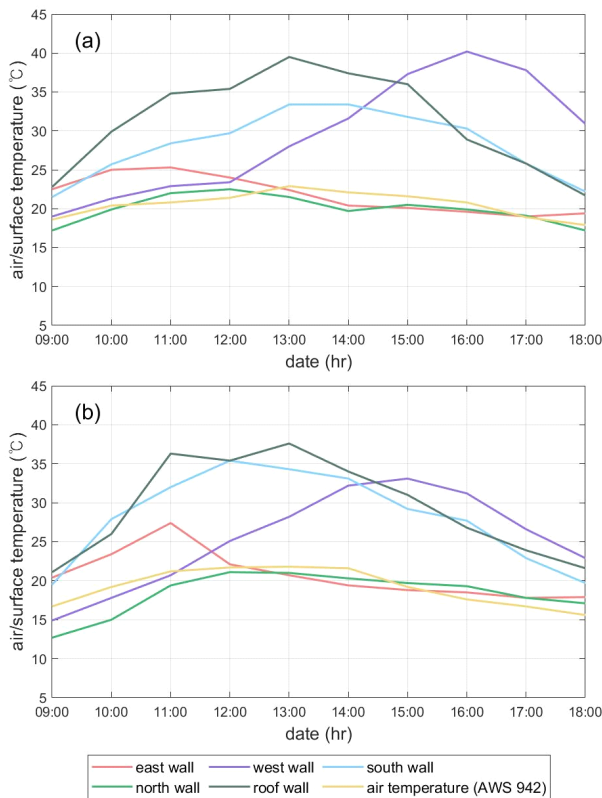 (a)
air/surface temperature (℃)
45
40
35
30
25
20
15
10
5
09:00 10:00 11:00 12:00 13:00 14:00 15:00 16:00 17:00 18:00
date (hr)
(b)
air/surface temperature (℃)
45
40
35
30
25
20
15
10
5
09:00 10:00 11:00 12:00 13:00 14:00 15:00 16:00 17:00 18:00
date (hr)
east wall west wall south wall
north wall roof wall air temperature (AWS 942)